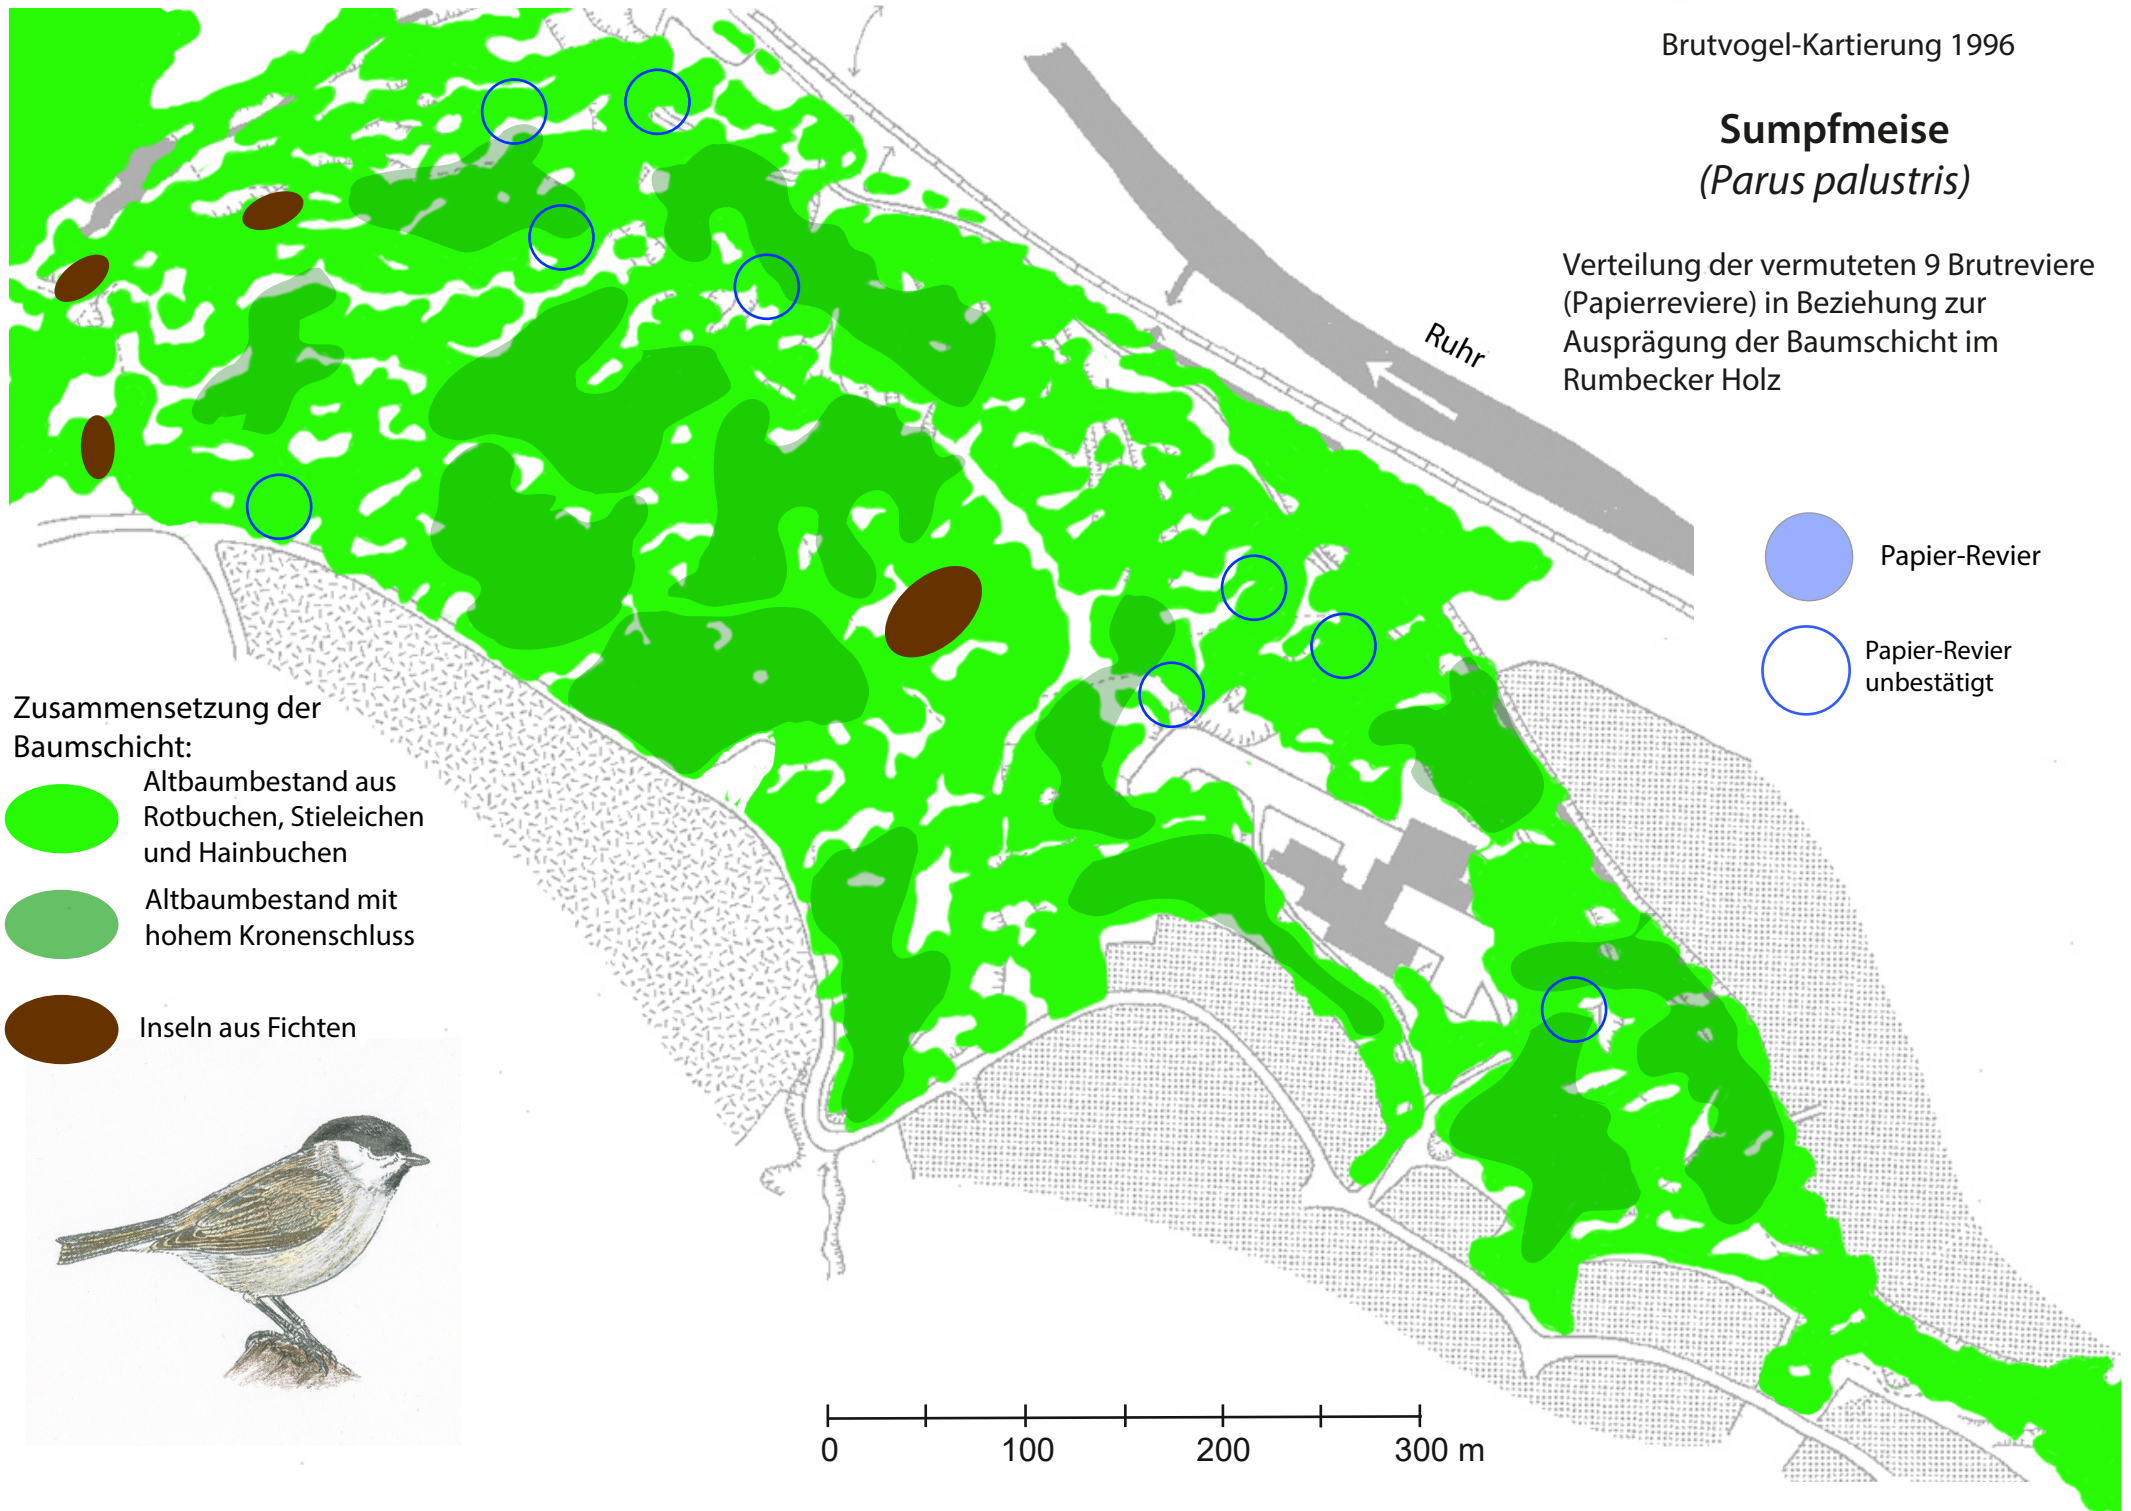 Brutvogel-Kartierung 1996
Sumpfmeise
(Parus palustris)
Verteilung der vermuteten 9 Brutreviere
(Papierreviere) in Beziehung zur
Ausprägung der Baumschicht im
Rumbecker Holz
Ruhr
Papier-Revier
Papier-Revier
unbestätigt
Zusammensetzung der
Baumschicht:
Altbaumbestand aus
Rotbuchen, Stieleichen
und Hainbuchen
Altbaumbestand mit
hohem Kronenschluss
Inseln aus Fichten
0 100 200 300 m